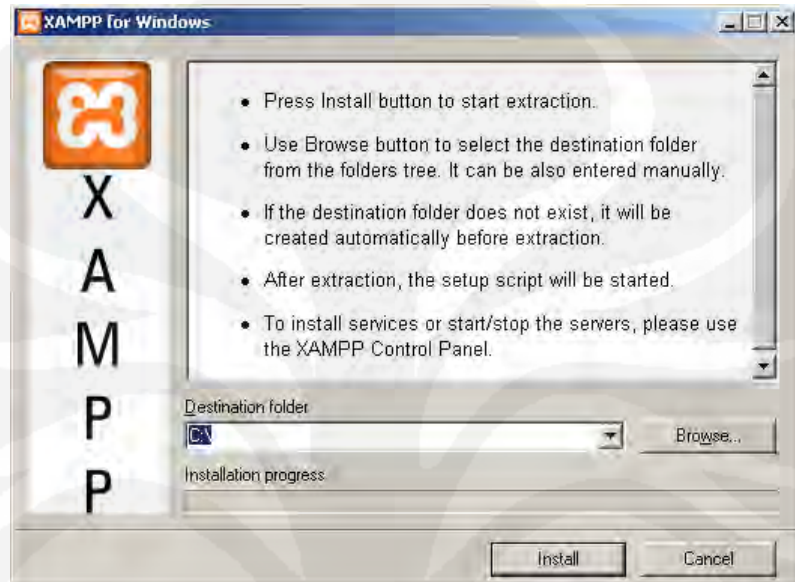 XAMPP for Windows
X
A
M
P
P
• Press Install button to start extraction.
• Use Browse button to select the destination folder
from the folders tree. It can be also entered manually.
• If the destination folder does not exist, it will be
created automatically before extraction.
• After extraction, the setup script will be started.
• To install services or start/stop the servers, please use
the XAMPP Control Panel.
Destination folder
C:\
Browse...
Installation progress
Install
Cancel